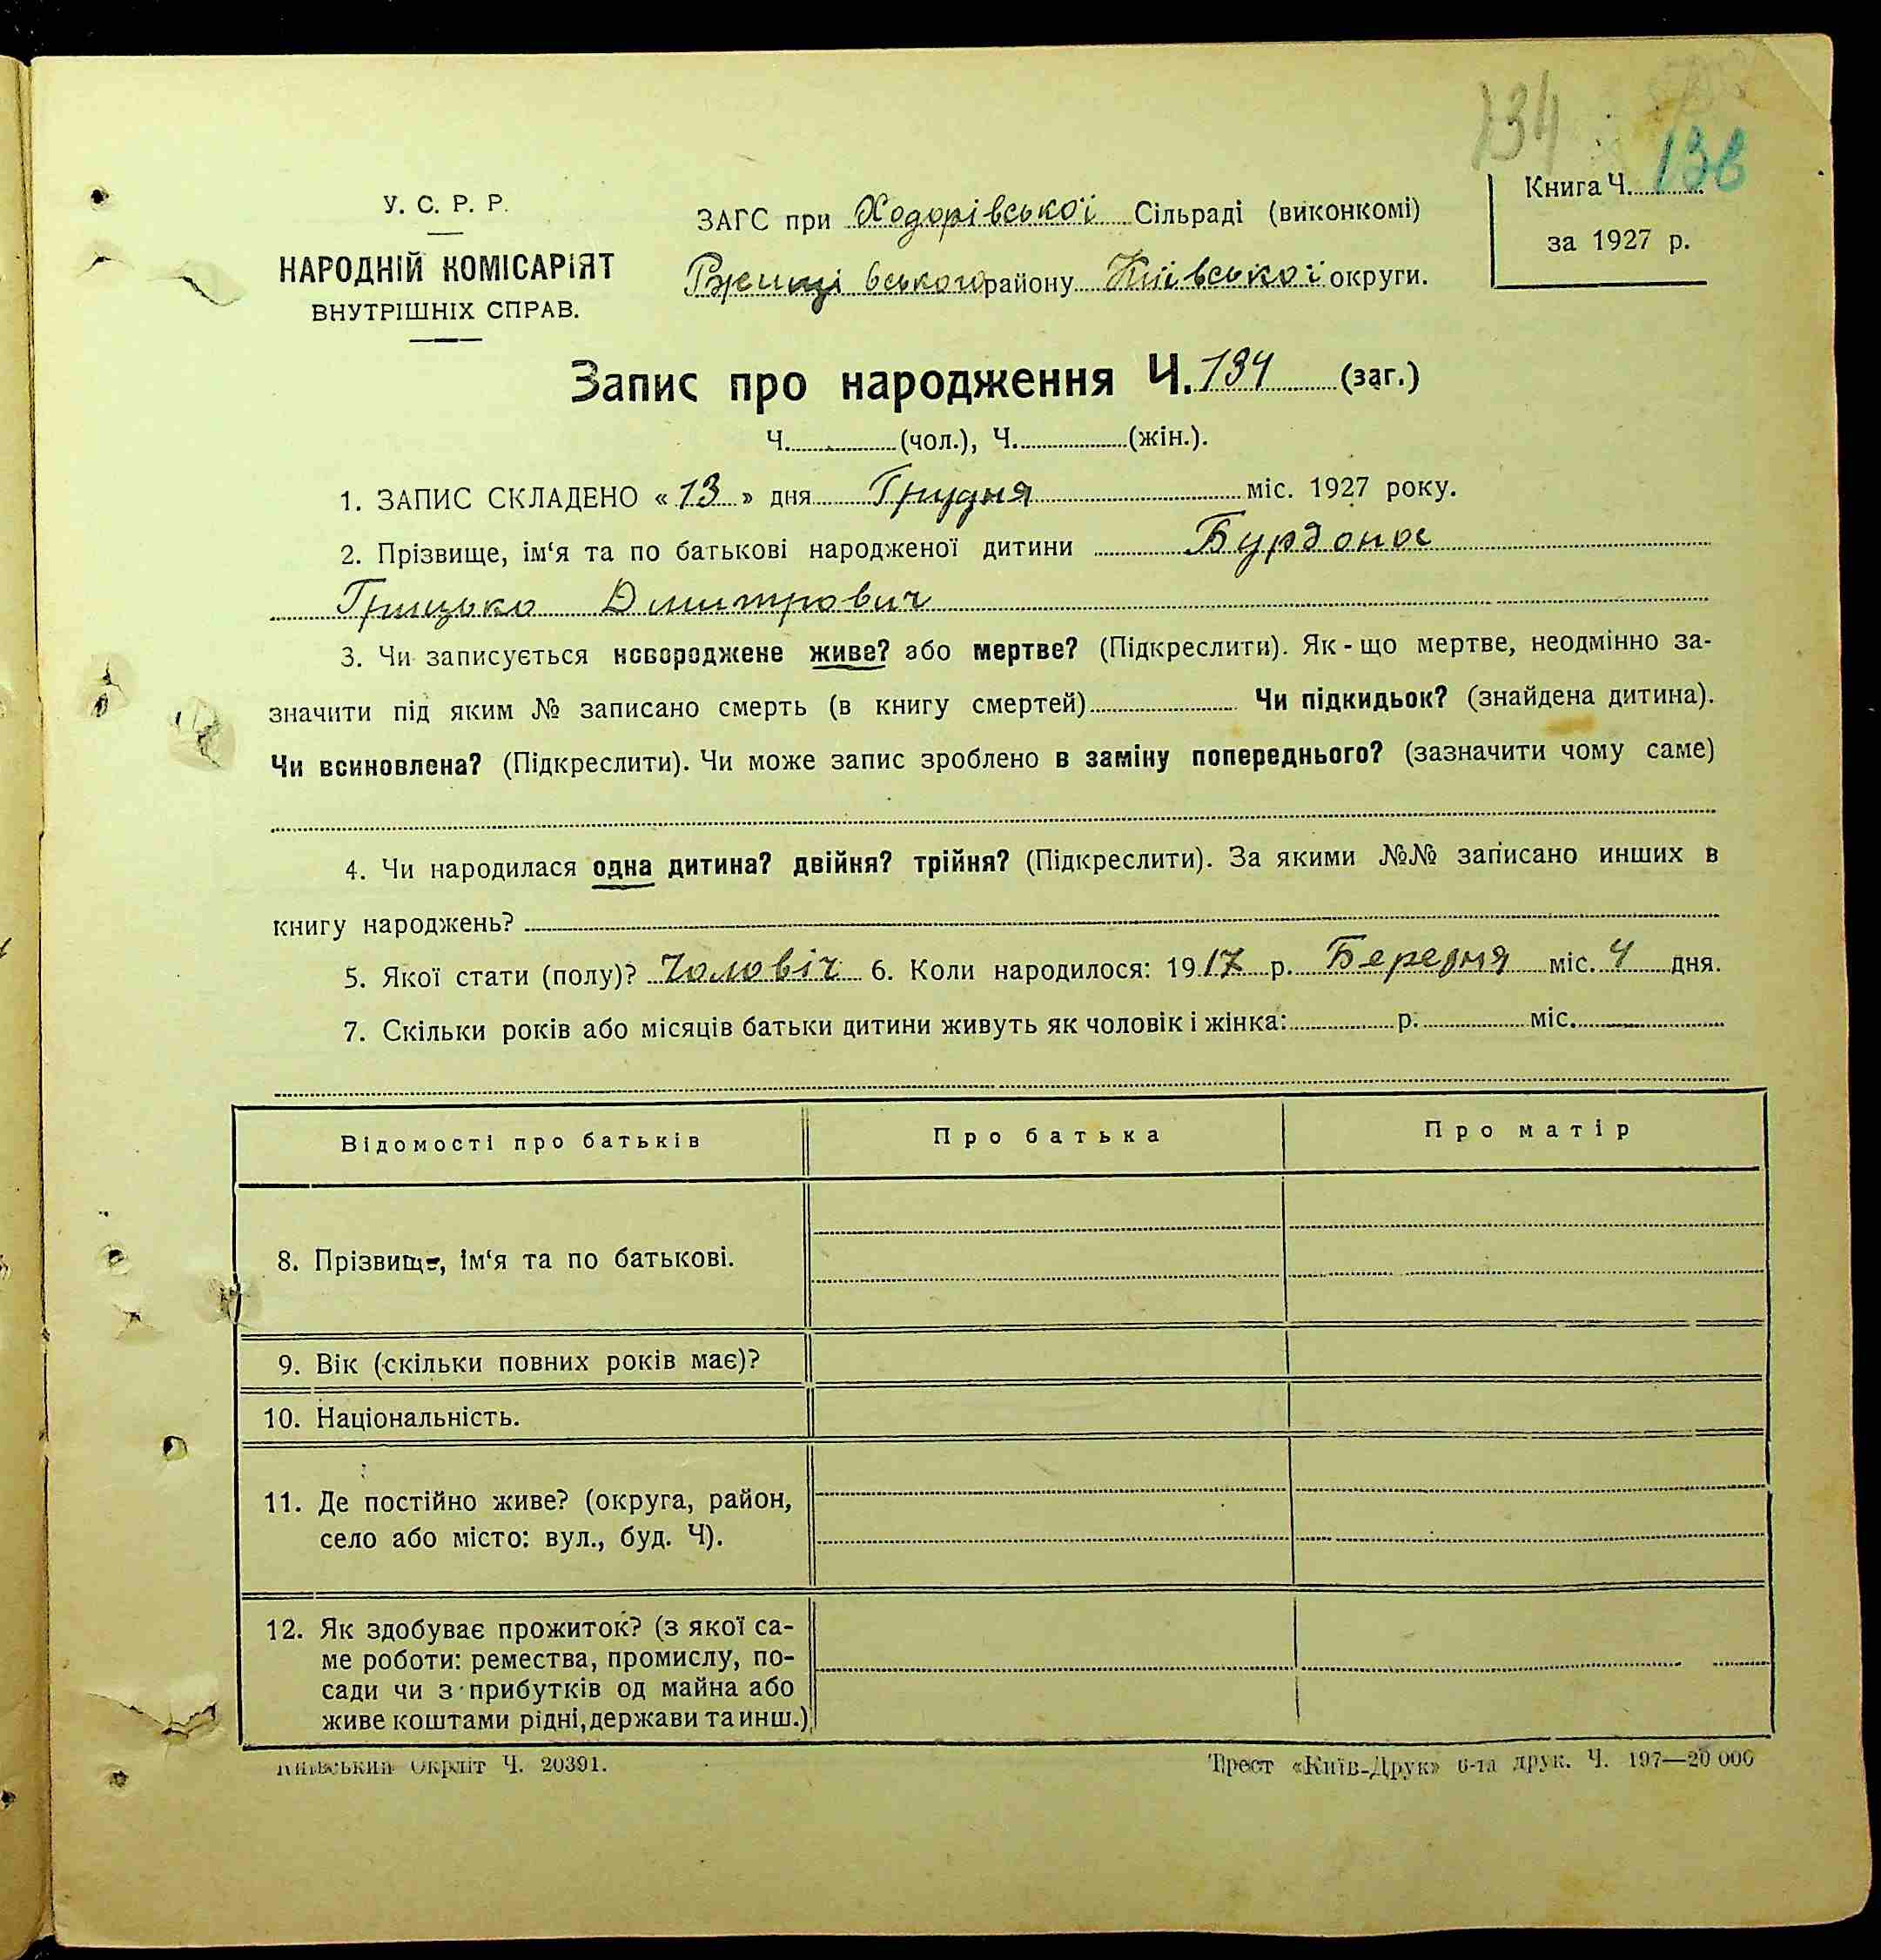 134
136
У. С. Р. Р.
НАРОДНІЙ КОМІСАРІЯТ
ВНУТРІШНІХ СПРАВ.
ЗАГС при Ходорівської Сільраді (виконкомі)
Ржищівського району Київської округи.
Книга Ч.
за 1927 р.
Запис про народження Ч. 134 (заг.)
Ч. (чол.), Ч. (жін.).
1. ЗАПИС СКЛАДЕНО « 13 » дня Грудня міс. 1927 року.
2. Прізвище, ім‘я та по батькові народженої дитини Бурдонос
Грицько Дмитрович
3. Чи записується новороджене живе? або мертве? (Підкреслити). Як-що мертве, неодмінно за-
значити під яким № записано смерть (в книгу смертей) Чи підкидьок? (знайдена дитина).
Чи всиновлена? (Підкреслити). Чи може запис зроблено в заміну попереднього? (зазначити чому саме)
4. Чи народилася одна дитина? двійня? трійня? (Підкреслити). За якими №№ записано инших в
книгу народжень?
5. Якої стати (полу)? Чоловіч 6. Коли народилося: 1917 р. Березня міс. 4 дня.
7. Скільки років або місяців батьки дитини живуть як чоловік і жінка: р. міс.
Відомості про батьків Про батька Про матір
8. Прізвище, ім‘я та по батькові.
9. Вік (скільки повних років має)?
10. Національність.
11. Де постійно живе? (округа, район,
село або місто: вул., буд. Ч).
12. Як здобуває прожиток? (з якої са-
ме роботи: ремества, промислу, по-
сади чи з прибутків од майна або
живе коштами рідні, держави та инш.)
Київський Окрліт Ч. 20391.
Трест «Київ-Друк» 6-та друк. Ч. 197—20 000